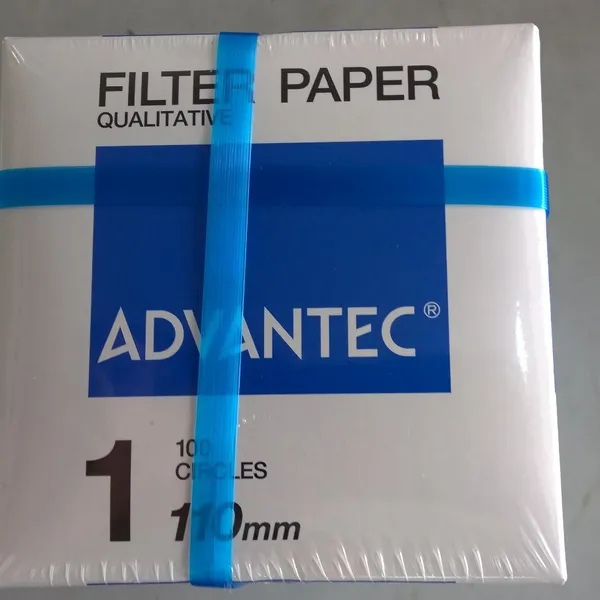 FILTER PAPER
QUALITATIVE
ADVANTEC®
1
100
CIRCLES
110mm